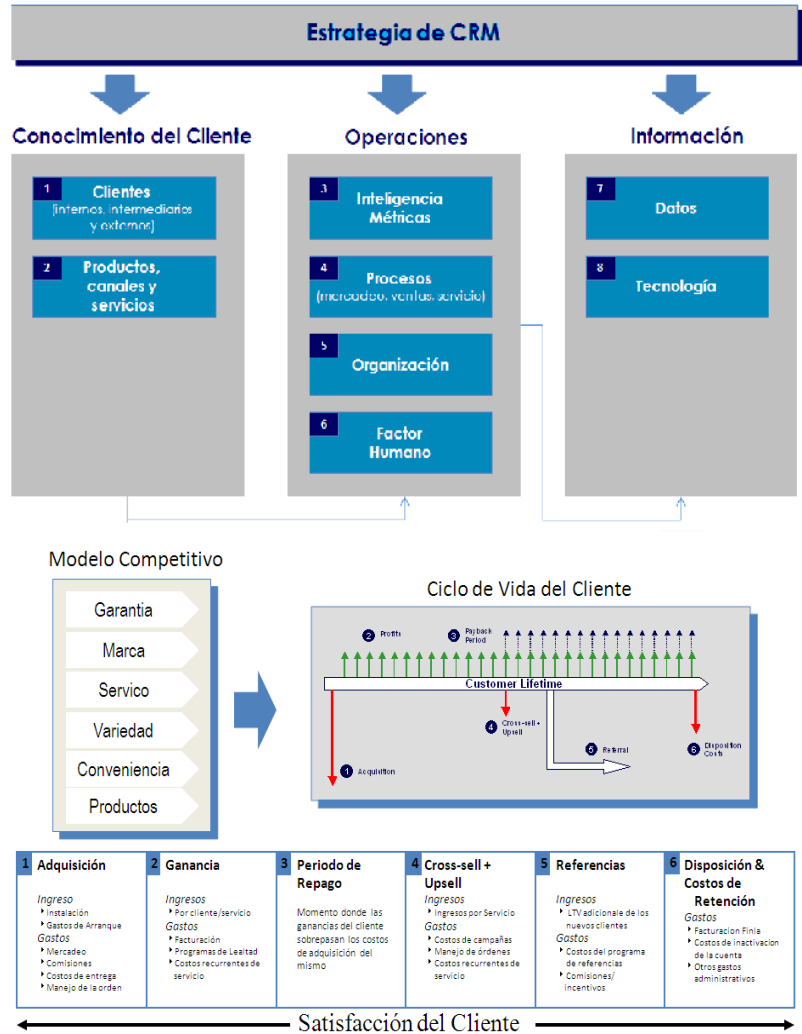 Estrategia de CRM
Conocimiento del Cliente
Operaciones
Información
1
Clientes
(internos, intermediarios
y externos)
2
Productos,
canales y
servicios
3
Inteligencia
Métricas
4
Procesos
(mercadeo, ventas, servicio)
5
Organización
6
Factor
Humano
7
Datos
8
Tecnología
Modelo Competitivo
Garantia
Marca
Servico
Variedad
Conveniencia
Productos
Ciclo de Vida del Cliente
2 Profits
3 Payback
Period
Customer Lifetime
4 Cross-sell +
Upsell
5 Referral
6 Disposition
Costs
1 Acquisition
1 Adquisición
Ingreso
Instalación
Gastos de Arranque
Gastos
Mercadeo
Comisiones
Costos de entrega
Manejo de la orden
2 Ganancia
Ingresos
Por cliente/servicio
Gastos
Facturación
Programas de Lealtad
Costos recurrentes de
servicio
3 Periodo de
Repago
Momento donde las
ganancias del cliente
sobrepasan los costos
de adquisición del
mismo
4 Cross-sell +
Upsell
Ingresos
Ingresos por Servicio
Gastos
Costos de campañas
Manejo de órdenes
Costos recurrentes de
servicio
5 Referencias
Ingresos
LTV adicionale de los
nuevos clientes
Gastos
Costos del programa
de referencias
Comisiones/
incentivos
6 Disposición &
Costos de
Retención
Gastos
Facturacion Finla
Costos de inactivacion
de la cuenta
Otros gastos
administrativos
Satisfacción del Cliente